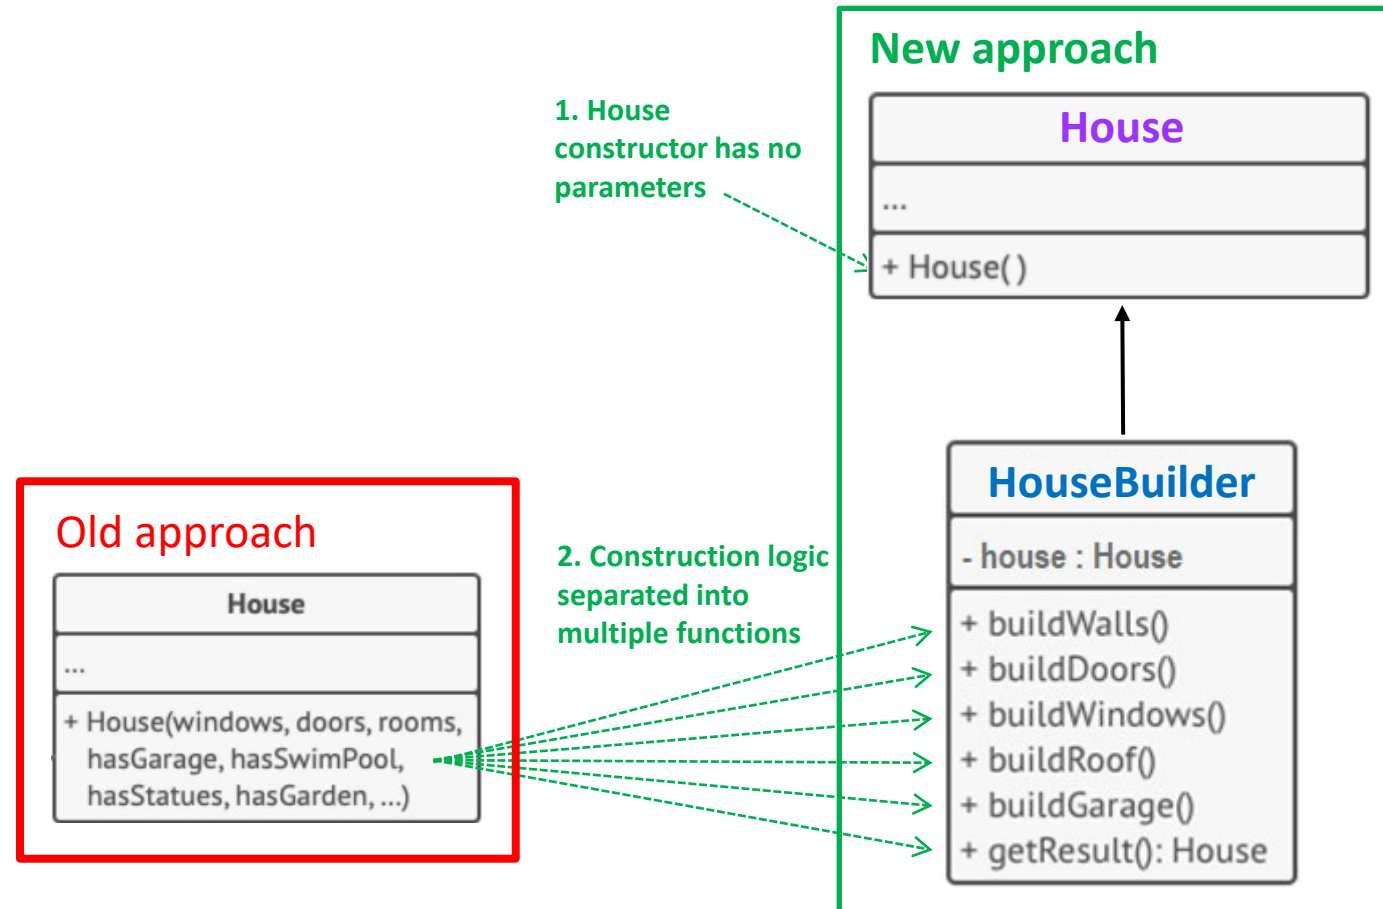 New approach
1. House
constructor has no
parameters
House
...
+ House( )
HouseBuilder
- house : House
+ buildWalls()
+ buildDoors()
+ buildWindows()
+ buildRoof()
+ buildGarage()
+ getResult(): House
2. Construction logic
separated into
multiple functions
Old approach
House
...
+ House(windows, doors, rooms,
hasGarage, hasSwimPool,
hasStatues, hasGarden, ...)